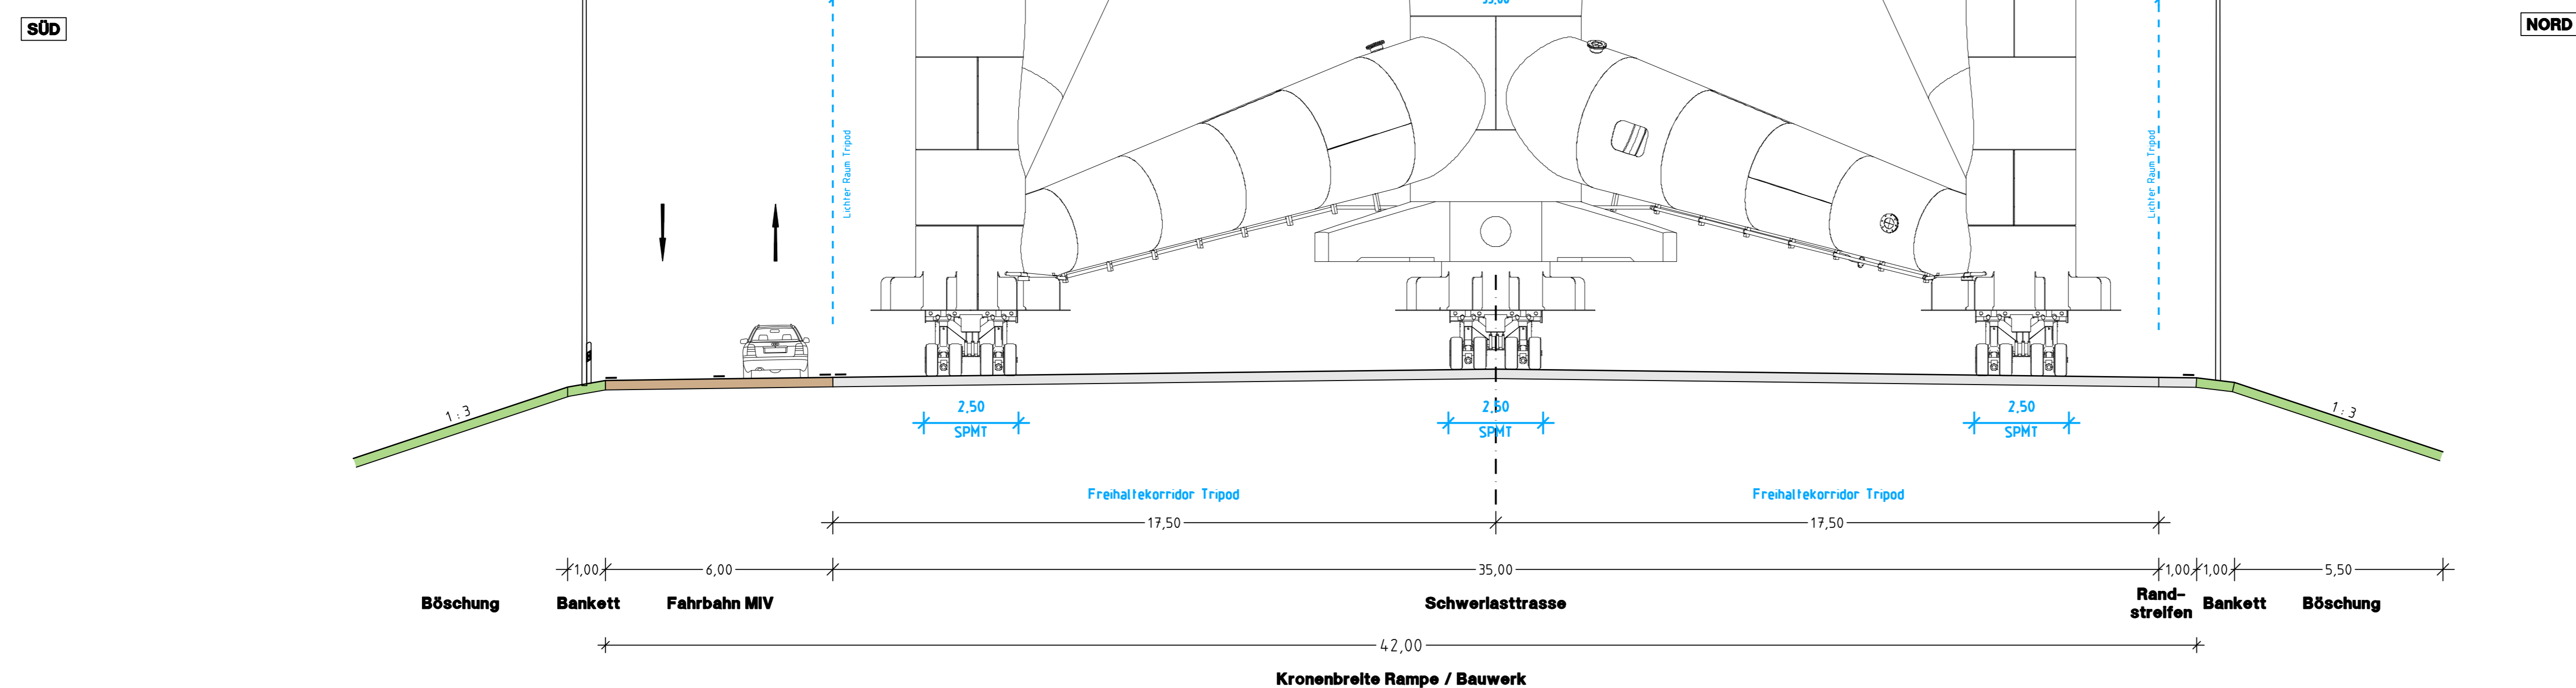 SÜD
NORD
Lichter Raum Tripod
Lichter Raum Tripod
1 : 3
1 : 3
2,50
SPMT
2,50
SPMT
2,50
SPMT
Freihaltekorridor Tripod
Freihaltekorridor Tripod
17,50
17,50
1,00
6,00
35,00
1,00
1,00
5,50
Böschung
Bankett
Fahrbahn MIV
Schwerlasttrasse
Rand-
streifen
Bankett
Böschung
42,00
Kronenbreite Rampe / Bauwerk